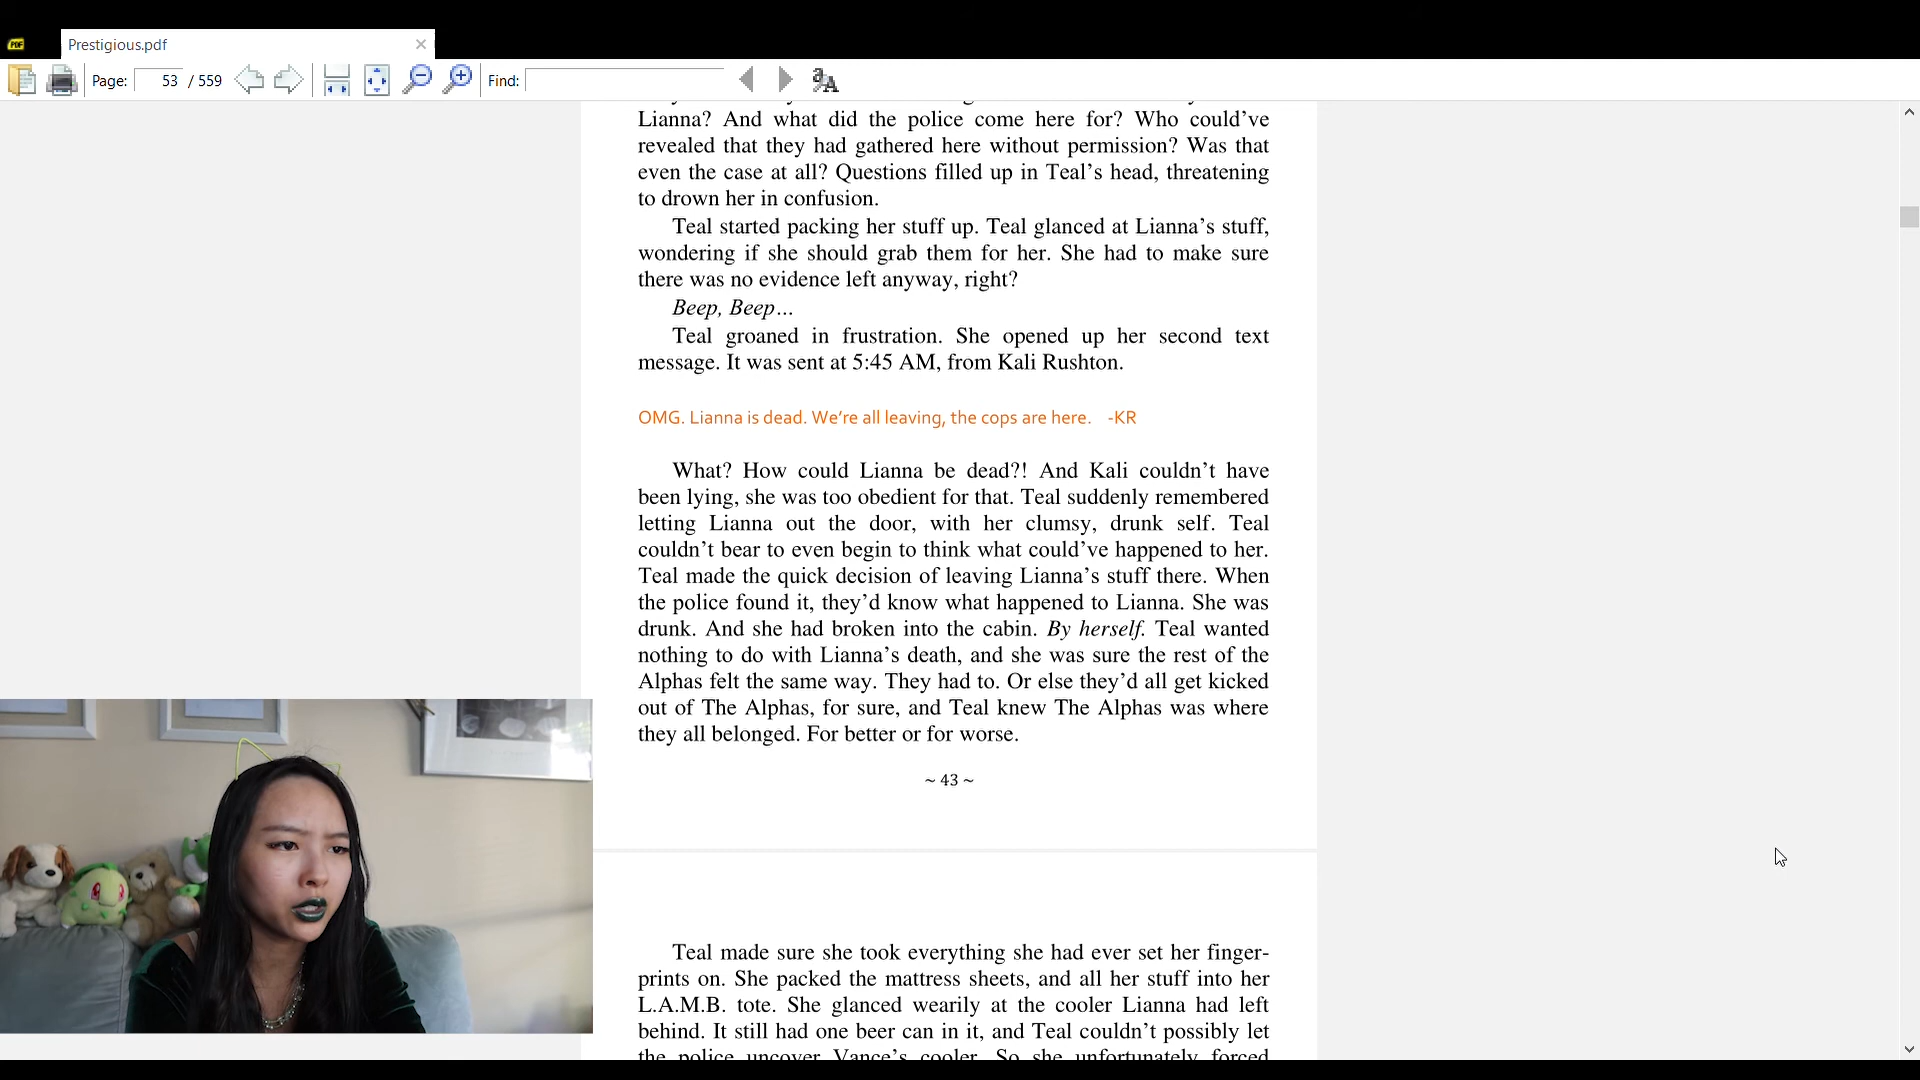 PDF
Prestigious.pdf
Page: 53 / 559
Find:
Lianna? And what did the police come here for? Who could’ve
revealed that they had gathered here without permission? Was that
even the case at all? Questions filled up in Teal’s head, threatening
to drown her in confusion.
Teal started packing her stuff up. Teal glanced at Lianna’s stuff,
wondering if she should grab them for her. She had to make sure
there was no evidence left anyway, right?
Beep, Beep…
Teal groaned in frustration. She opened up her second text
message. It was sent at 5:45 AM, from Kali Rushton.
OMG. Lianna is dead. We’re all leaving, the cops are here. -KR
What? How could Lianna be dead?! And Kali couldn’t have
been lying, she was too obedient for that. Teal suddenly remembered
letting Lianna out the door, with her clumsy, drunk self. Teal
couldn’t bear to even begin to think what could’ve happened to her.
Teal made the quick decision of leaving Lianna’s stuff there. When
the police found it, they’d know what happened to Lianna. She was
drunk. And she had broken into the cabin. By herself. Teal wanted
nothing to do with Lianna’s death, and she was sure the rest of the
Alphas felt the same way. They had to. Or else they’d all get kicked
out of The Alphas, for sure, and Teal knew The Alphas was where
they all belonged. For better or for worse.
~ 43 ~
Teal made sure she took everything she had ever set her finger-
prints on. She packed the mattress sheets, and all her stuff into her
L.A.M.B. tote. She glanced wearily at the cooler Lianna had left
behind. It still had one beer can in it, and Teal couldn’t possibly let
the police uncover Vance’s cooler. So she unfortunately forced